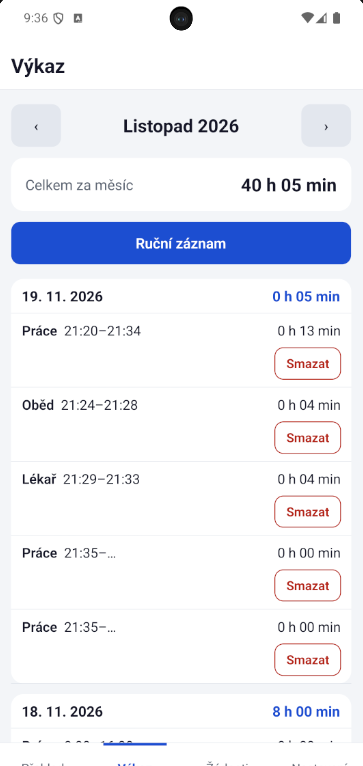 9:36
Výkaz
‹ Listopad 2026 ›
Celkem za měsíc 40 h 05 min
Ruční záznam
19. 11. 2026 0 h 05 min
Práce 21:20–21:34 0 h 13 min
Smazat
Oběd 21:24–21:28 0 h 04 min
Smazat
Lékař 21:29–21:33 0 h 04 min
Smazat
Práce 21:35–… 0 h 00 min
Smazat
Práce 21:35–… 0 h 00 min
Smazat
18. 11. 2026 8 h 00 min